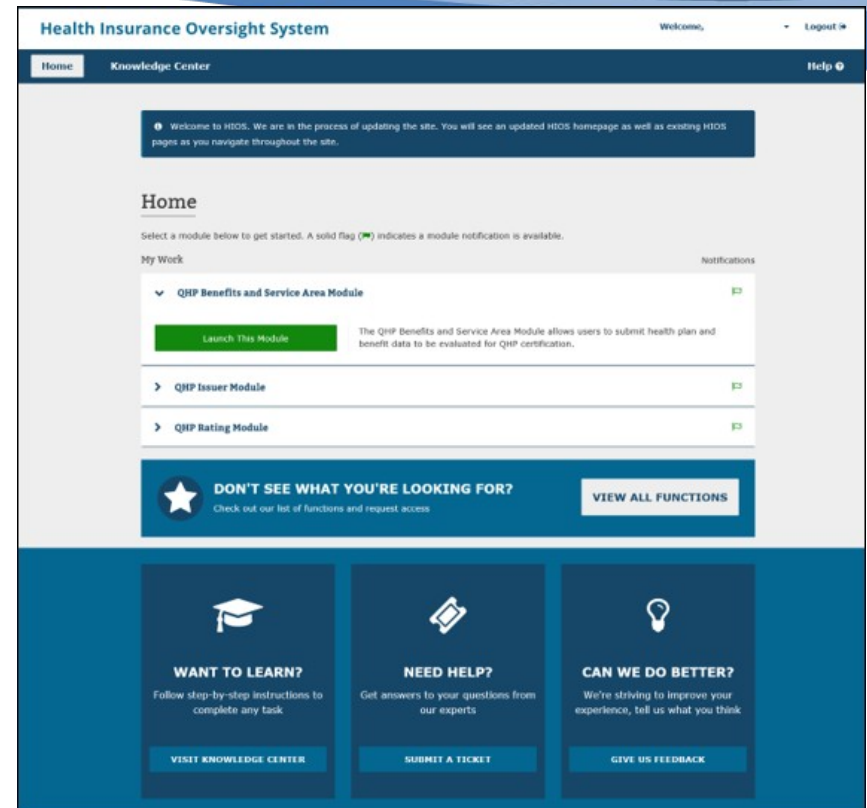 Health Insurance Oversight System
Welcome,
Logout
Home
Knowledge Center
Help
Welcome to HIOS. We are in the process of updating the site. You will see an updated HIOS homepage as well as existing HIOS
pages as you navigate throughout the site.
Home
Select a module below to get started. A solid flag () indicates a module notification is available.
My Work
Notifications
QHP Benefits and Service Area Module
Launch This Module
The QHP Benefits and Service Area Module allows users to submit health plan and
benefit data to be evaluated for QHP certification.
QHP Issuer Module
QHP Rating Module
DON'T SEE WHAT YOU'RE LOOKING FOR?
Check out our list of functions and request access
VIEW ALL FUNCTIONS
WANT TO LEARN?
Follow step-by-step instructions to
complete any task
VISIT KNOWLEDGE CENTER
NEED HELP?
Get answers to your questions from
our experts
SUBMIT A TICKET
CAN WE DO BETTER?
We're striving to improve your
experience, tell us what you think
GIVE US FEEDBACK